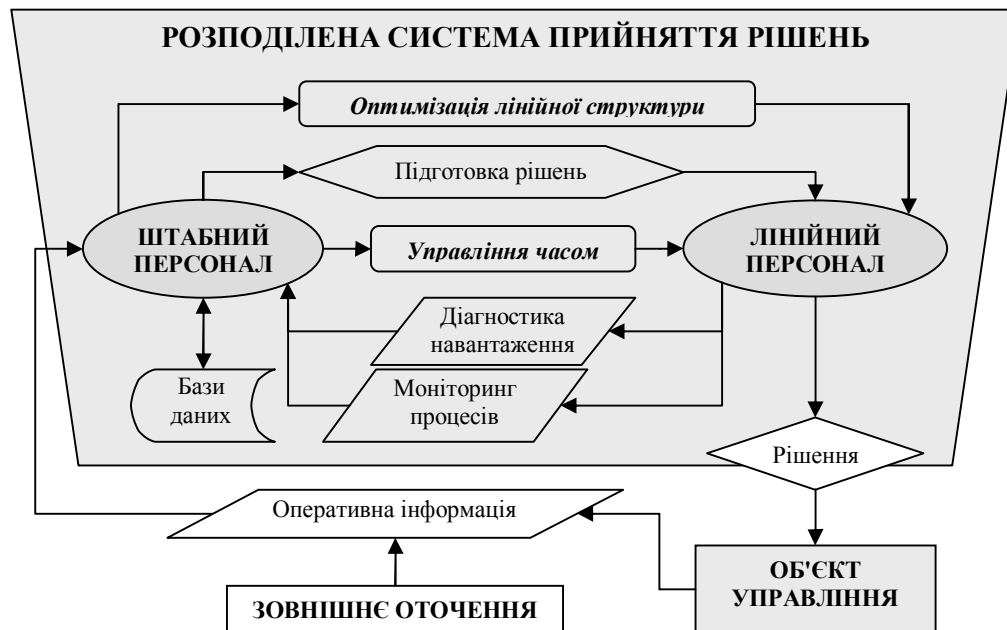 РОЗПОДІЛЕНА СИСТЕМА ПРИЙНЯТТЯ РІШЕНЬ
Оптимізація лінійної структури
Підготовка рішень
ШТАБНИЙ
ПЕРСОНАЛ
Управління часом
ЛІНІЙНИЙ
ПЕРСОНАЛ
Діагностика
навантаження
Бази
даних
Моніторинг
процесів
Рішення
Оперативна інформація
ОБ'ЄКТ
УПРАВЛІННЯ
ЗОВНІШНЄ ОТОЧЕННЯ